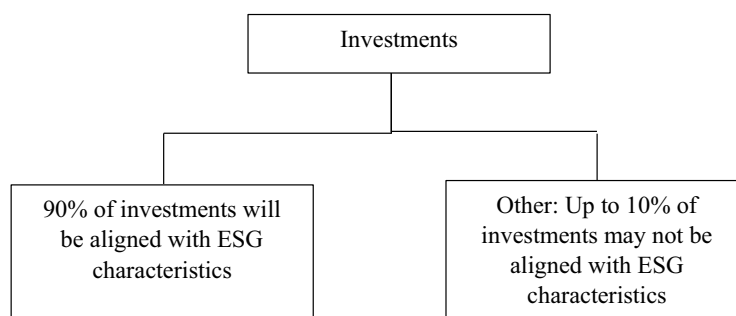 Investments
90% of investments will
be aligned with ESG
characteristics
Other: Up to 10% of
investments may not be
aligned with ESG
characteristics